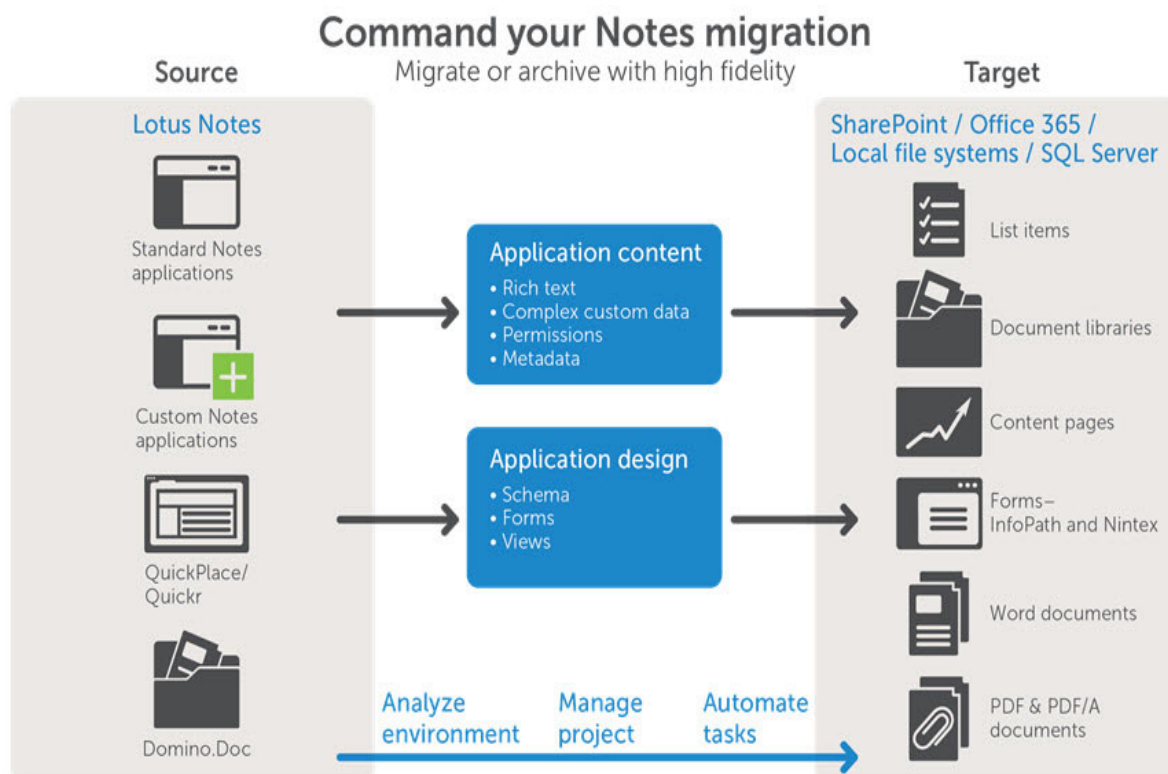 Command your Notes migration
Migrate or archive with high fidelity
Source
Target
Lotus Notes
Standard Notes
applications
Custom Notes
applications
QuickPlace/
Quickr
Domino.Doc
Application content
• Rich text
• Complex custom data
• Permissions
• Metadata
Application design
• Schema
• Forms
• Views
Analyze
environment
Manage
project
Automate
tasks
SharePoint / Office 365 /
Local file systems / SQL Server
List items
Document libraries
Content pages
Forms–
InfoPath and Nintex
Word documents
PDF & PDF/A
documents